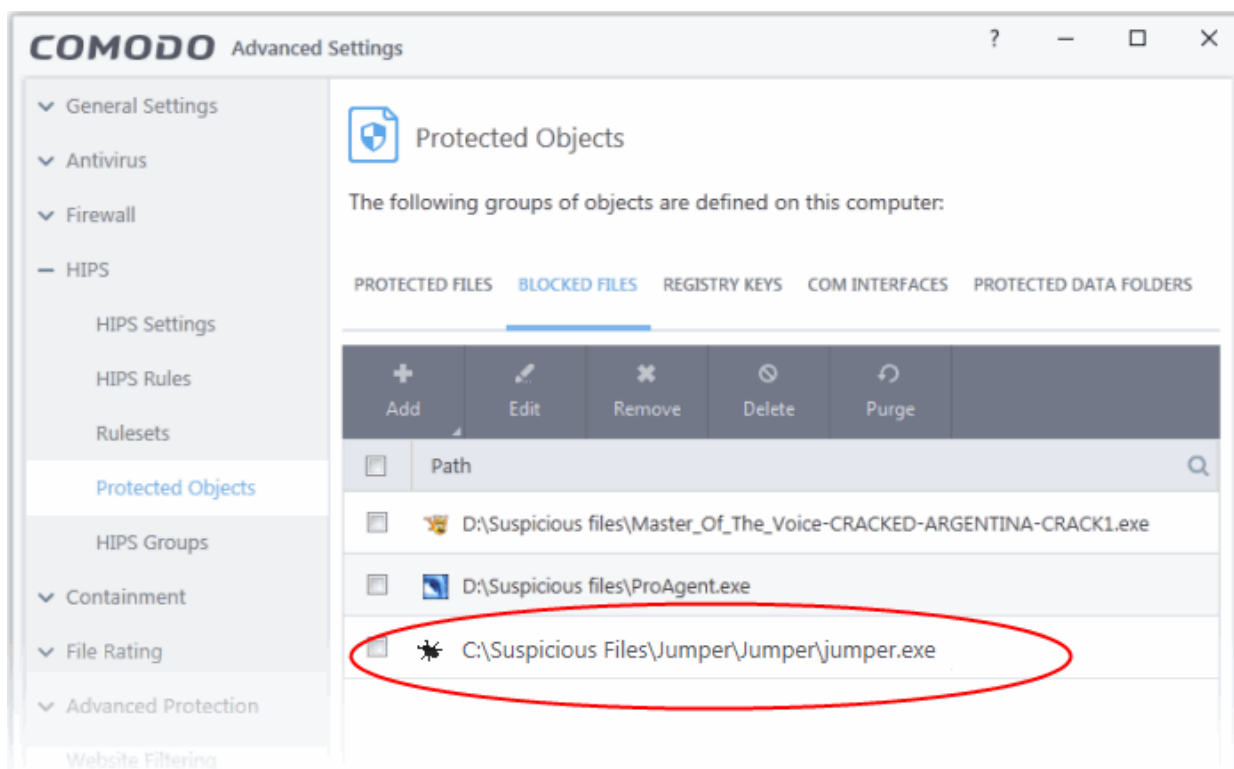 COMODO Advanced Settings ?
General Settings
Antivirus
Firewall
HIPS
HIPS Settings
HIPS Rules
Rulesets
Protected Objects
HIPS Groups
Containment
File Rating
Advanced Protection
Website Filtering
Protected Objects
The following groups of objects are defined on this computer:
PROTECTED FILES BLOCKED FILES REGISTRY KEYS COM INTERFACES PROTECTED DATA FOLDERS
Add Edit Remove Delete Purge
Path
D:\Suspicious files\Master_Of_The_Voice-CRACKED-ARGENTINA-CRACK1.exe
D:\Suspicious files\ProAgent.exe
C:\Suspicious Files\Jumper\Jumper\jumper.exe